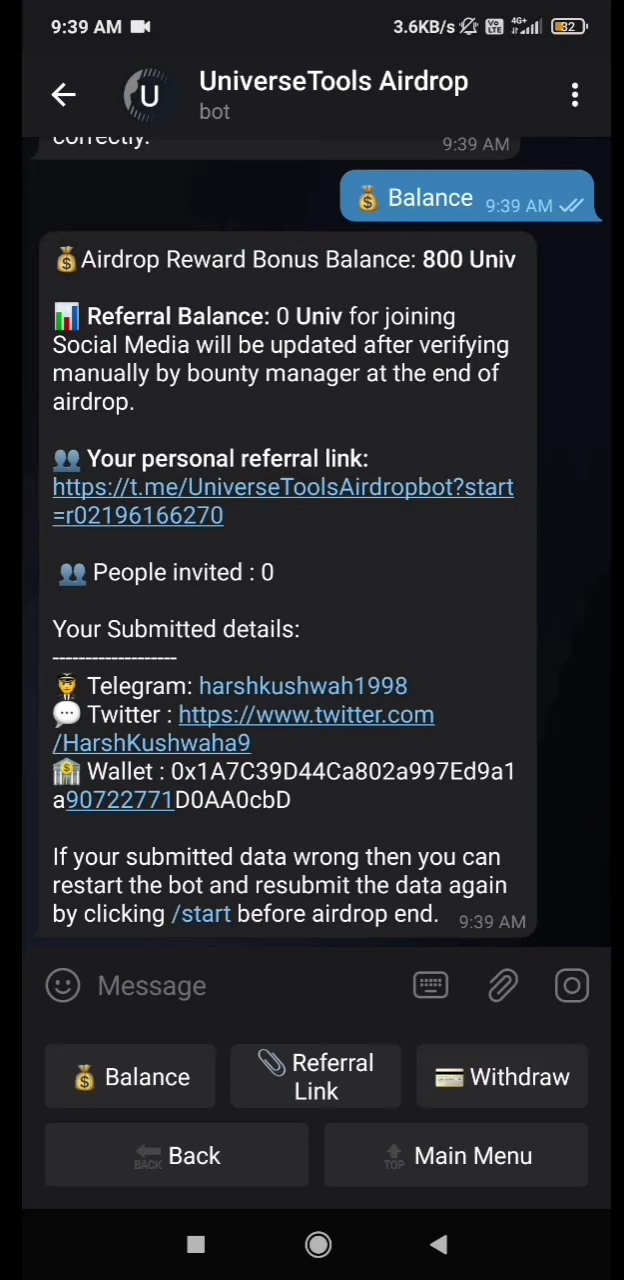 9:39 AM 3.6KB/s Vo LTE 4G+ 32
UniverseTools Airdrop
bot
correctly. 9:39 AM
Balance 9:39 AM
Airdrop Reward Bonus Balance: 800 Univ
Referral Balance: 0 Univ for joining
Social Media will be updated after verifying
manually by bounty manager at the end of
airdrop.
Your personal referral link:
https://t.me/UniverseToolsAirdropbot?start
=r02196166270
People invited : 0
Your Submitted details:
-------------------
Telegram: harshkushwah1998
Twitter : https://www.twitter.com
/HarshKushwaha9
Wallet : 0x1A7C39D44Ca802a997Ed9a1
a90722771D0AA0cbD
If your submitted data wrong then you can
restart the bot and resubmit the data again
by clicking /start before airdrop end. 9:39 AM
Message
Balance
Referral
Link
Withdraw
BACK Back
TOP Main Menu